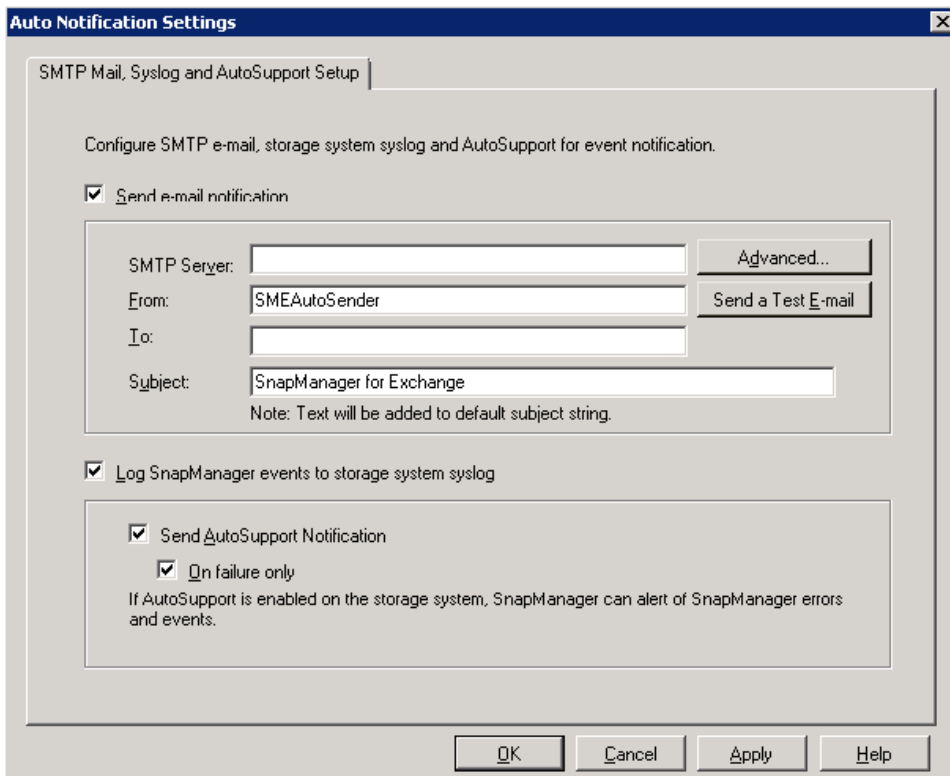 Auto Notification Settings
SMTP Mail, Syslog and AutoSupport Setup
Configure SMTP e-mail, storage system syslog and AutoSupport for event notification.
Send e-mail notification
SMTP Server:
Advanced...
From:
SMEAutoSender
Send a Test E-mail
To:
Subject:
SnapManager for Exchange
Note: Text will be added to default subject string.
Log SnapManager events to storage system syslog
Send AutoSupport Notification
On failure only
If AutoSupport is enabled on the storage system, SnapManager can alert of SnapManager errors
and events.
OK
Cancel
Apply
Help